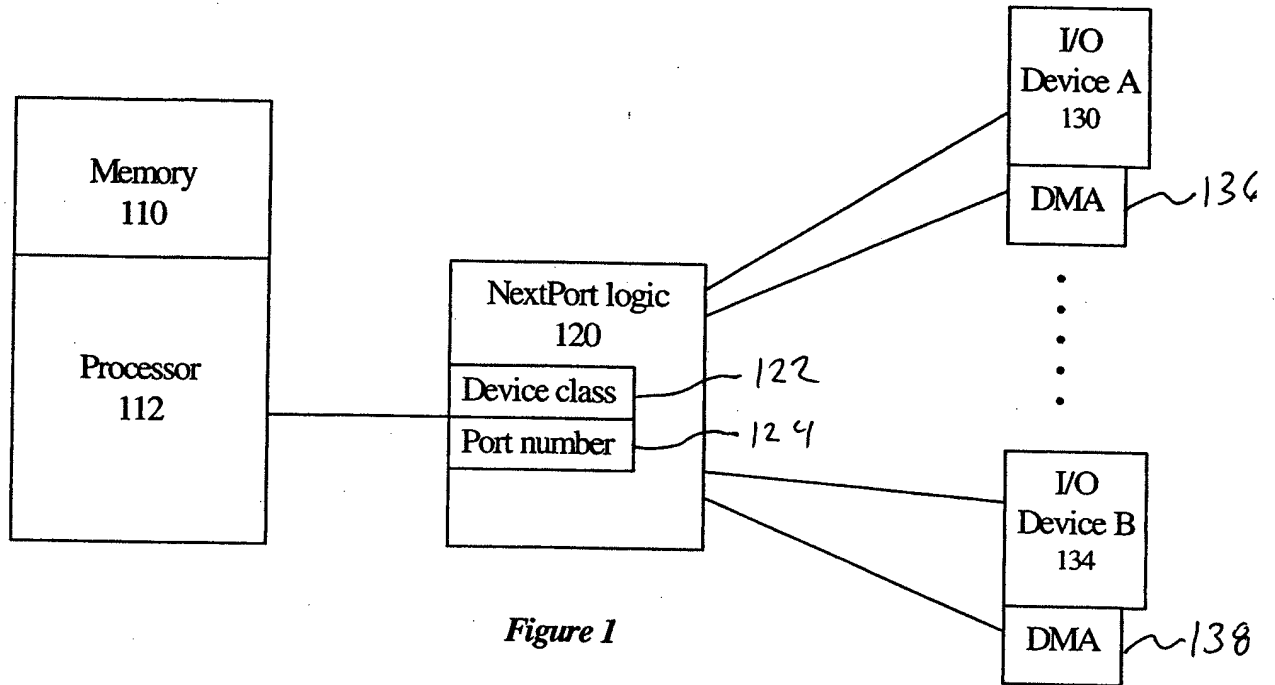 Memory
110
Processor
112
NextPort logic
120
Device class
122
Port number
124
I/O
Device A
130
DMA
136
I/O
Device B
134
DMA
138
Figure 1